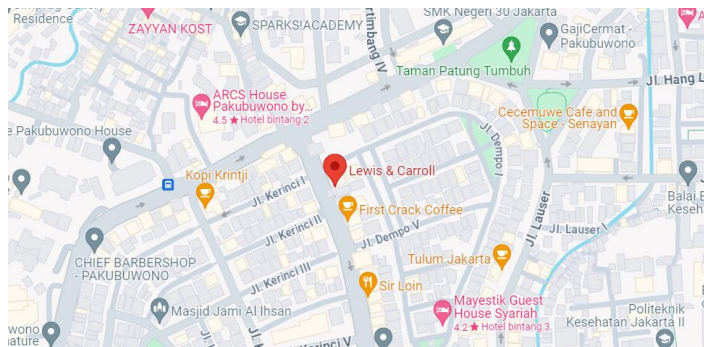 Residence
ZAYYAN KOST
SPARKS!ACADEMY
SMK Negeri 30 Jakarta
GajiCermat -
Pakubuwono
Taman Patung Tumbuh
Jl. Hang L
ARCS House
Pakubuwono by...
4.5 ★ Hotel bintang 2
Cecemuwe Cafe and
Space - Senayan
e Pakubuwono House
Jl. Dempo I
Kopi Krintji
Lewis & Carroll
Jl. Kerinci I
First Crack Coffee
Jl. Kerinci II
Jl. Dempo V
Jl. Lauser
Jl. Lauser I
Balai B
Keseh
CHIEF BARBERSHOP
- PAKUBUWONO
Jl. Kerinci III
Tulum Jakarta
Sir Loin
Masjid Jami Al Ihsan
Mayestik Guest
House Syariah
4.2 ★ Hotel bintang 3
Politeknik
Kesehatan Jakarta II
wono
nature
Kerinci V